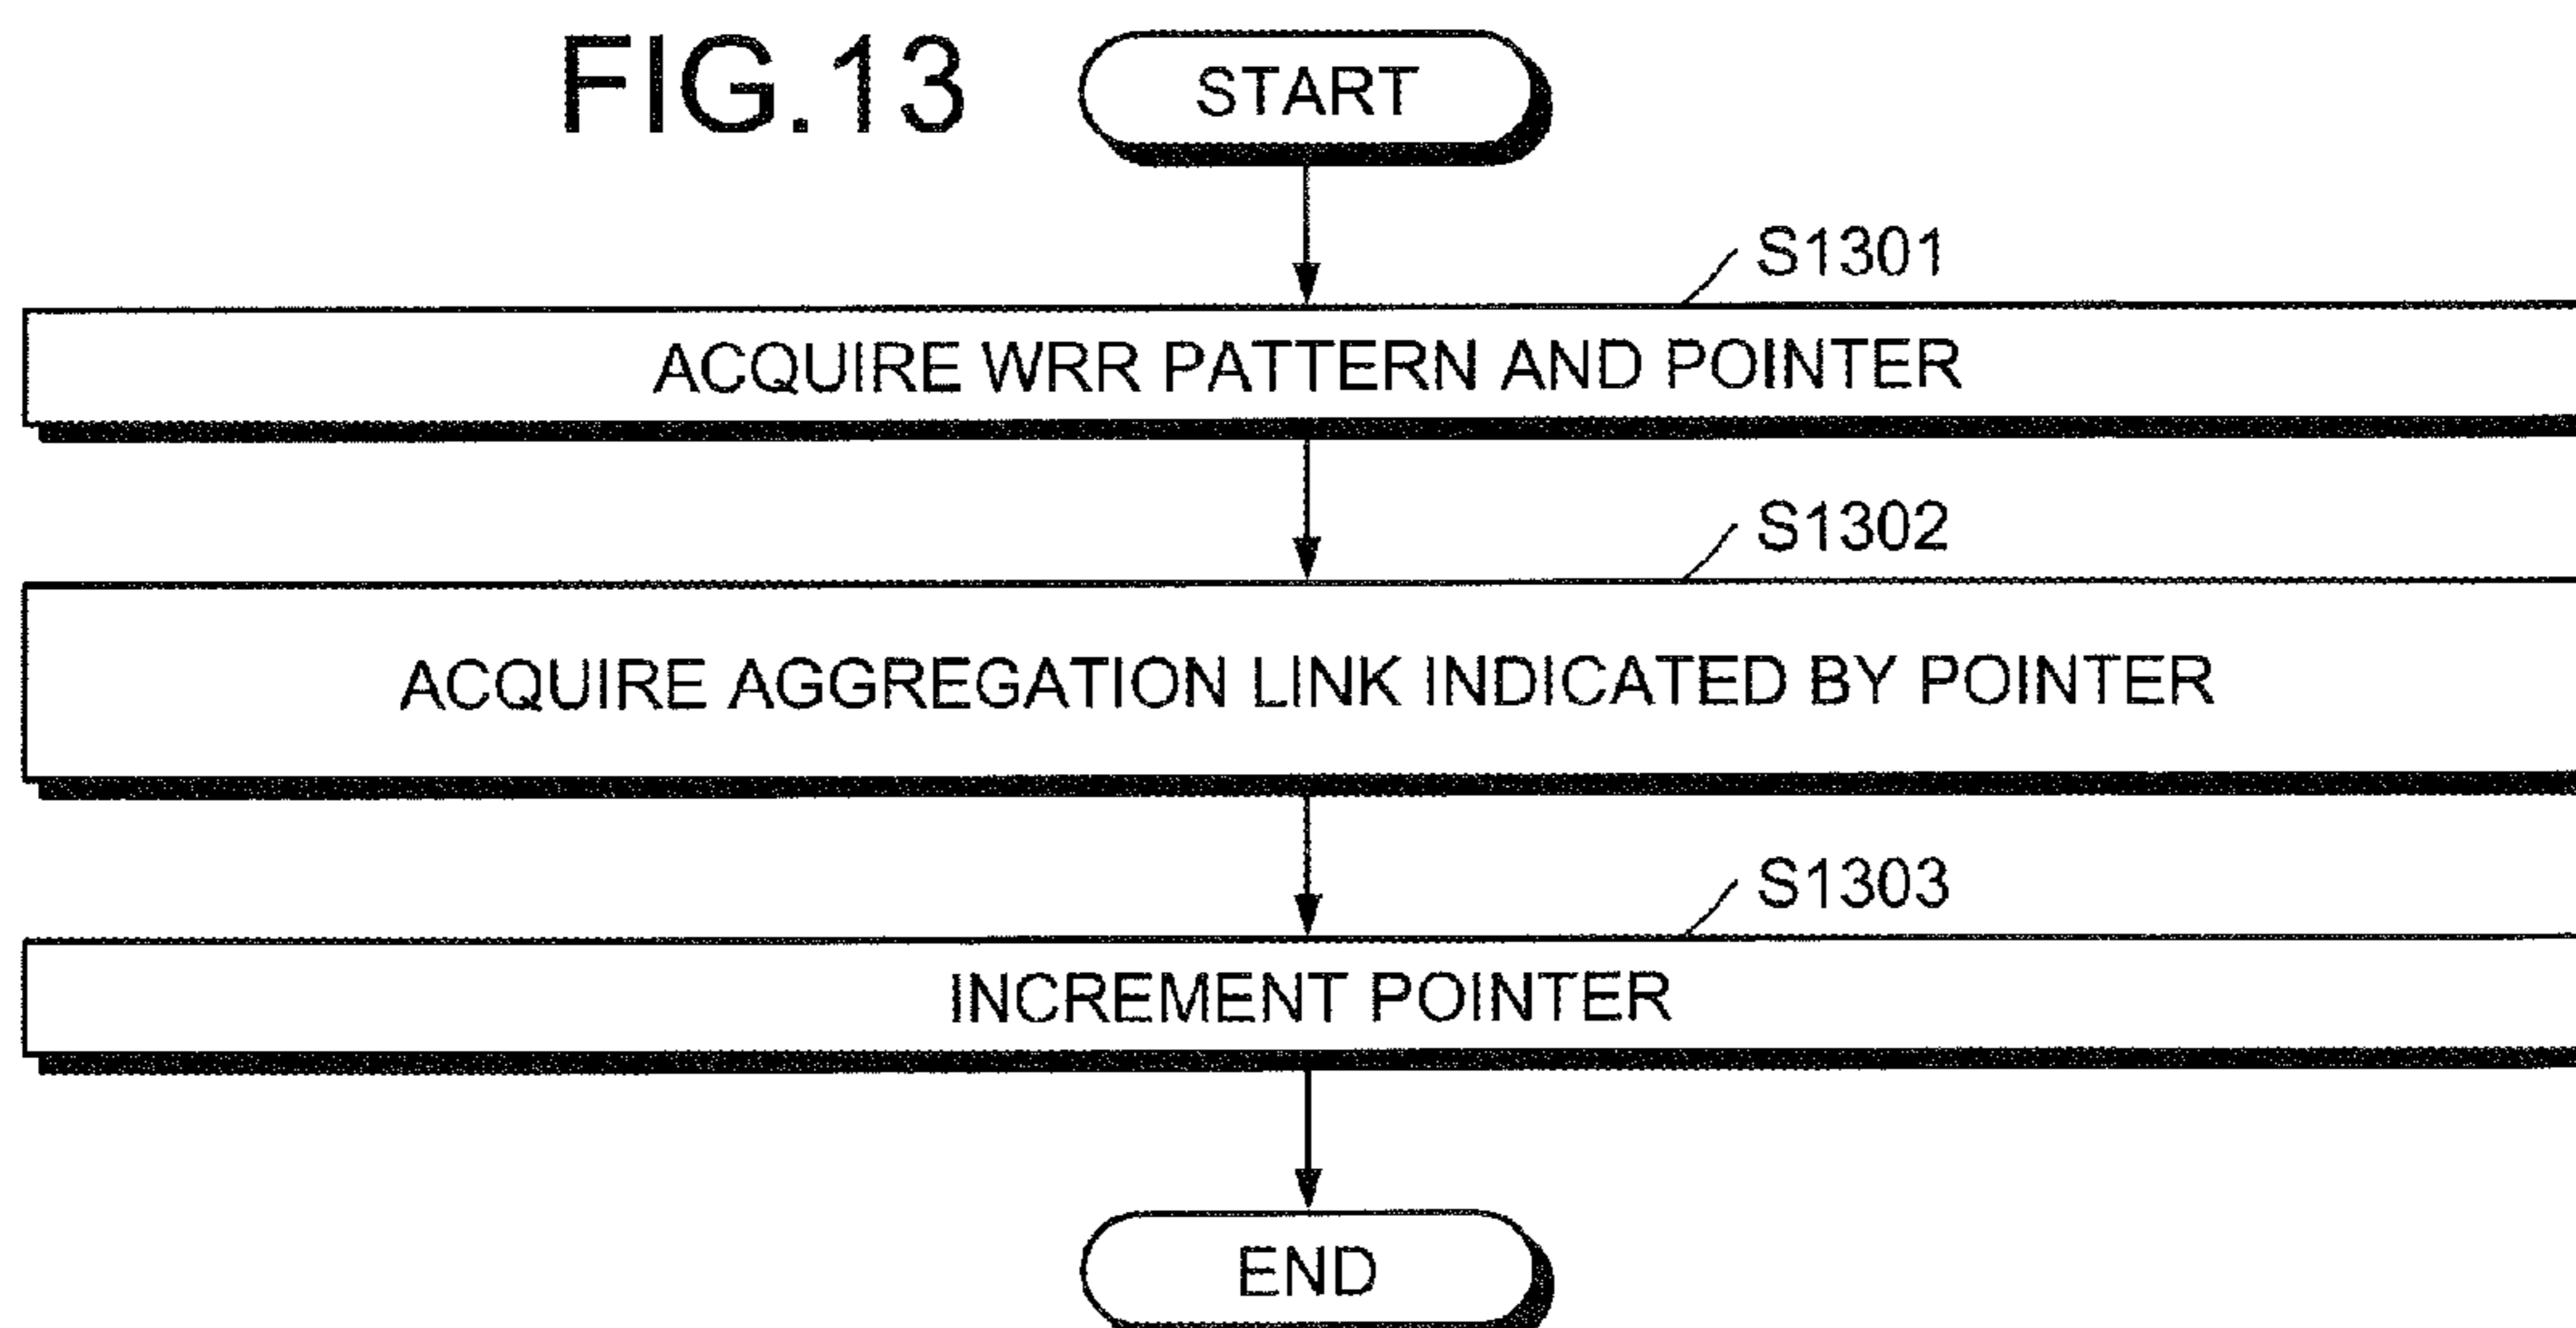 FIG.13
START
S1301
ACQUIRE WRR PATTERN AND POINTER
S1302
ACQUIRE AGGREGATION LINK INDICATED BY POINTER
S1303
INCREMENT POINTER
END